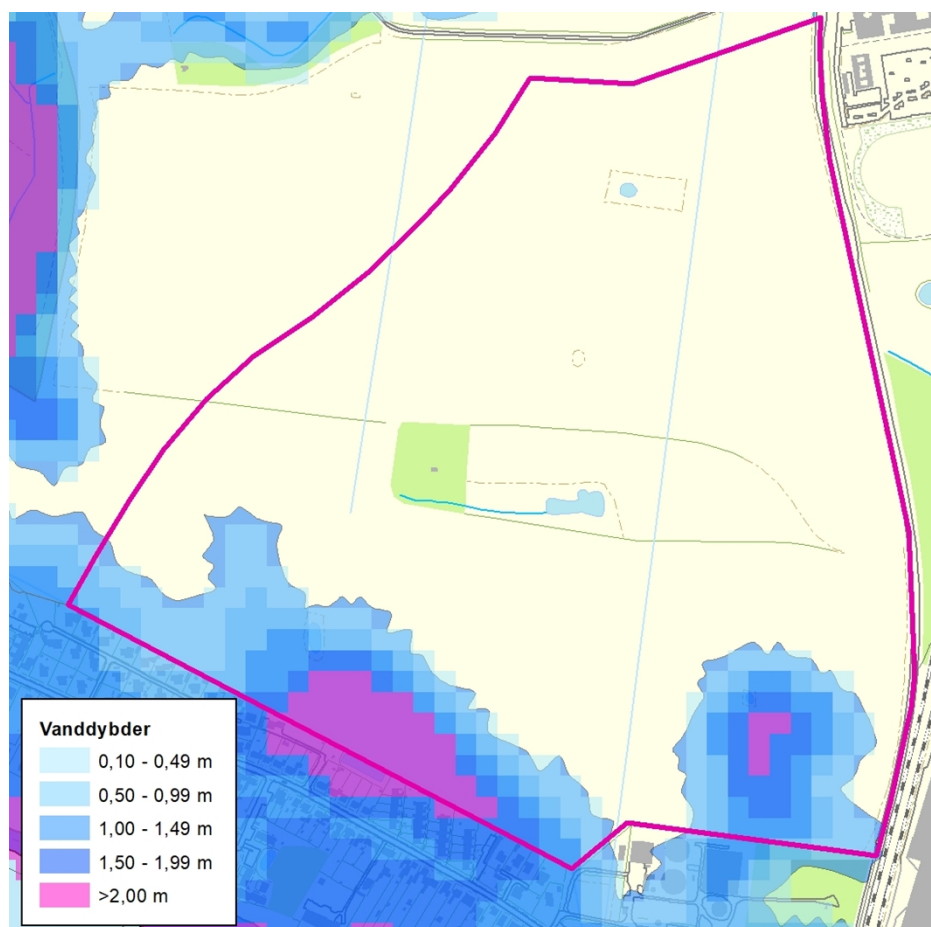 Vanddybder
0,10 - 0,49 m
0,50 - 0,99 m
1,00 - 1,49 m
1,50 - 1,99 m
>2,00 m